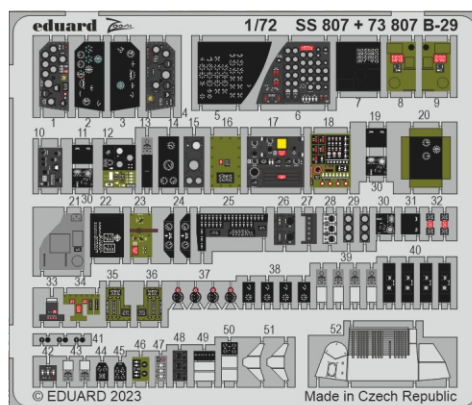 eduard Zoom 1/72 SS 807 + 73 807 B-29
1 2 3 4 5 6 7 8 9
10 11 12 13 14 15 16 17 18 19 20
30 30
21 22 23 24 25 26 27 28 29 30 31 32
33 34 35 36 37 38 39 40
41
42 43 44 45 46 47 48 49 50 51 52
© EDUARD 2023 Made in Czech Republic